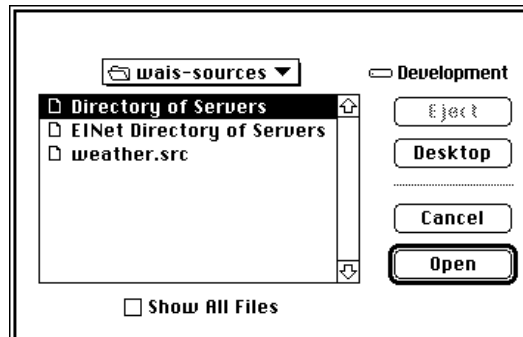 wais-sources
Development
Directory of Servers
EINet Directory of Servers
weather.src
Eject
Desktop
Cancel
Open
Show All Files